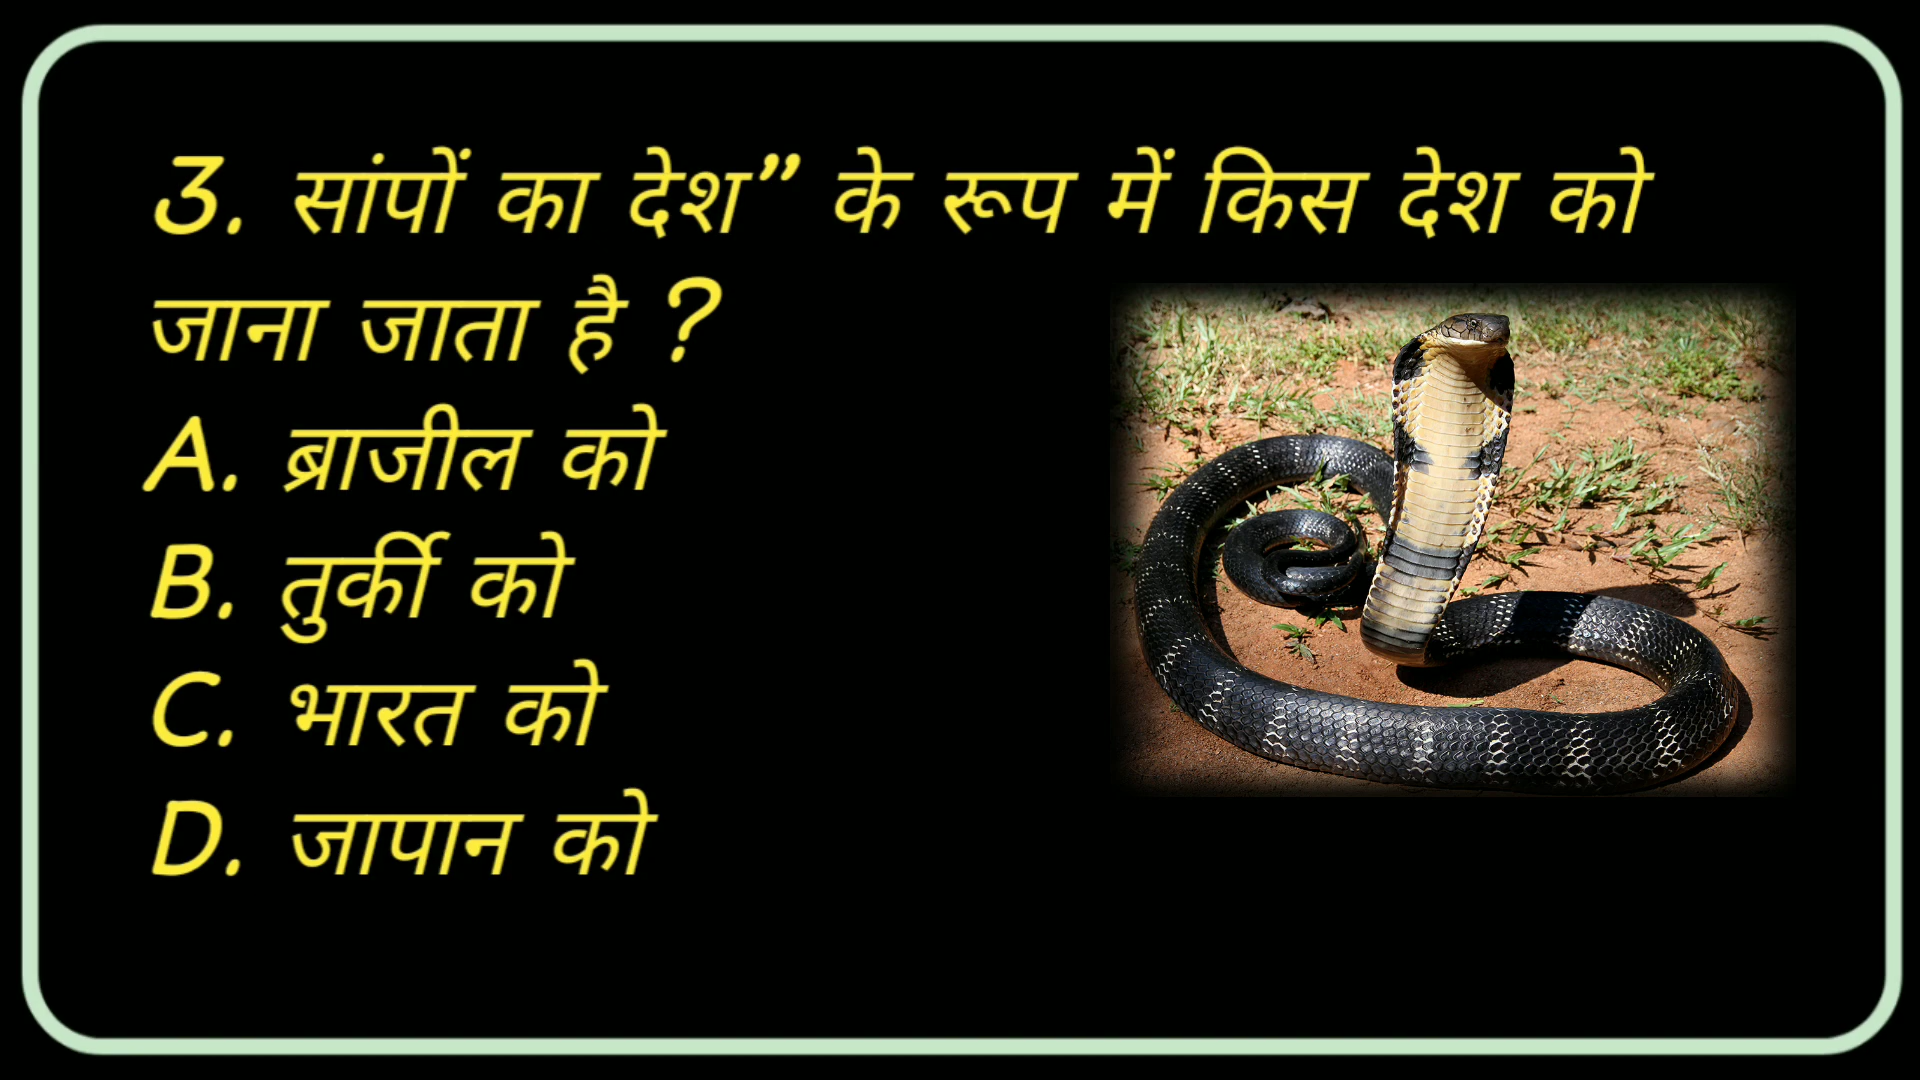 3. सांपों का देश” के रूप में किस देश को
जाना जाता है ?
A. ब्राजील को
B. तुर्की को
C. भारत को
D. जापान को